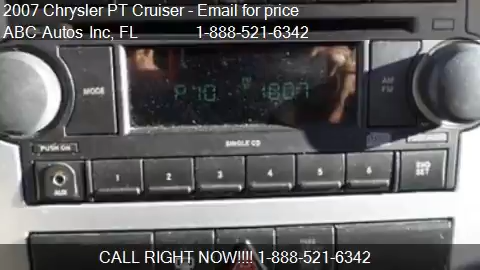 2007 Chrysler PT Cruiser - Email for price
ABC Autos Inc, FL 1-888-521-6342
MODE
P70 1807
AM
FM
SINGLE CD
PUSH ON
1 2 3 4 5 6
SND
SET
AUX
CALL RIGHT NOW!!!! 1-888-521-6342